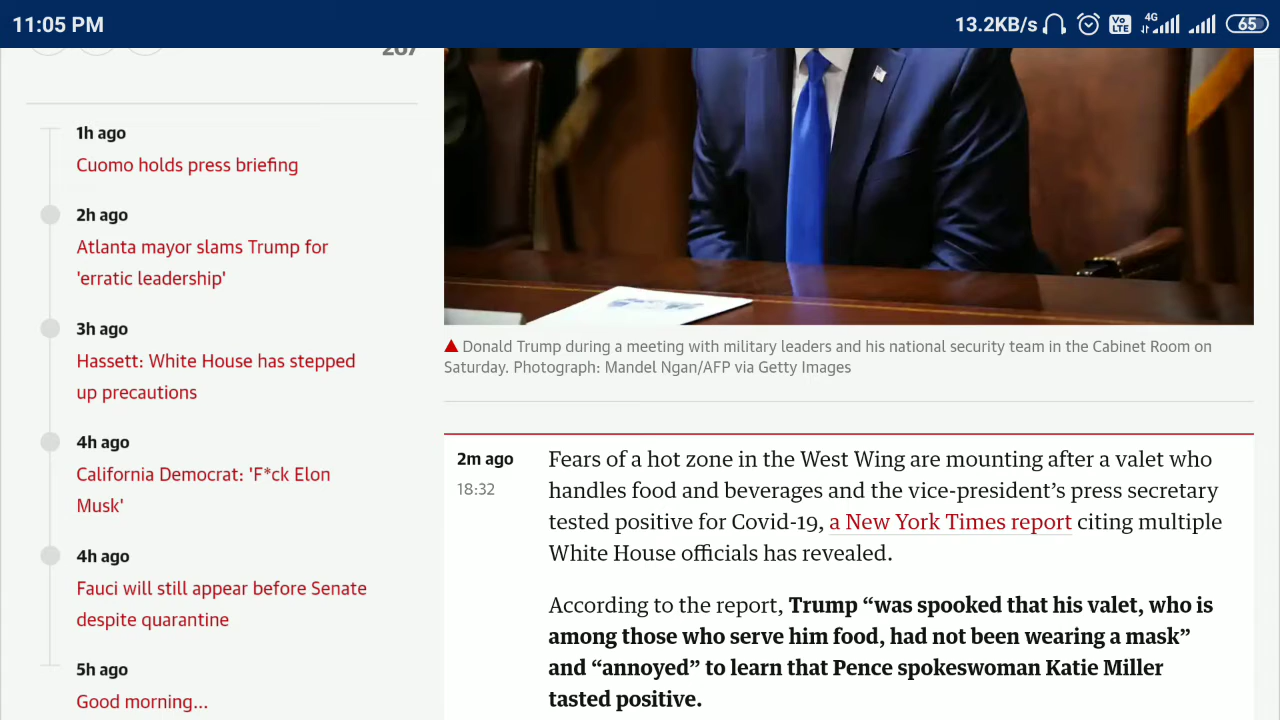 11:05 PM
13.2KB/s
Vo
LTE
4G
65
1h ago
Cuomo holds press briefing
2h ago
Atlanta mayor slams Trump for
'erratic leadership'
3h ago
Hassett: White House has stepped
up precautions
4h ago
California Democrat: 'F*ck Elon
Musk'
4h ago
Fauci will still appear before Senate
despite quarantine
5h ago
Good morning...
Donald Trump during a meeting with military leaders and his national security team in the Cabinet Room on
Saturday. Photograph: Mandel Ngan/AFP via Getty Images
2m ago
18:32
Fears of a hot zone in the West Wing are mounting after a valet who
handles food and beverages and the vice-president’s press secretary
tested positive for Covid-19, a New York Times report citing multiple
White House officials has revealed.
According to the report, Trump “was spooked that his valet, who is
among those who serve him food, had not been wearing a mask”
and “annoyed” to learn that Pence spokeswoman Katie Miller
tasted positive.